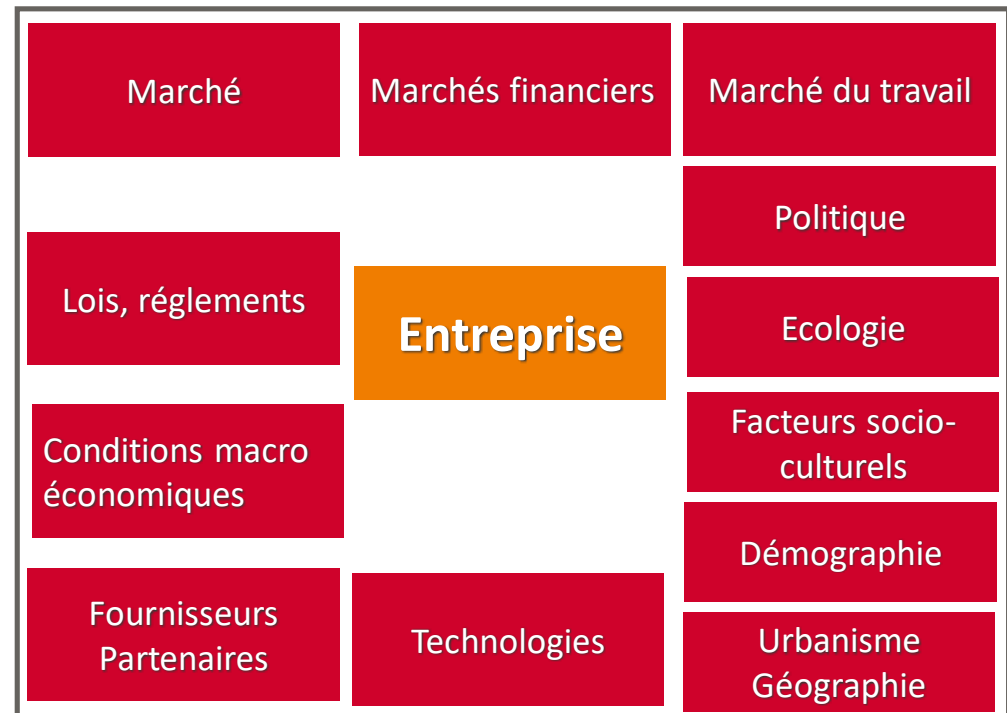 Marché
Marchés financiers
Marché du travail
Politique
Lois, réglements
Entreprise
Ecologie
Conditions macro
économiques
Facteurs socio-
culturels
Démographie
Fournisseurs
Partenaires
Technologies
Urbanisme
Géographie